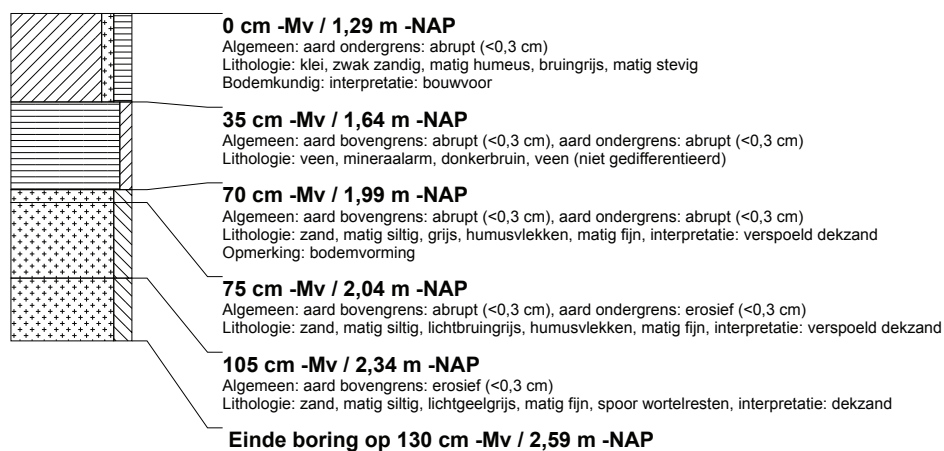 0 cm -Mv / 1,29 m -NAP
Algemeen: aard ondergrens: abrupt (<0,3 cm)
Lithologie: klei, zwak zandig, matig humeus, bruingrijs, matig stevig
Bodemkundig: interpretatie: bouwvoor
35 cm -Mv / 1,64 m -NAP
Algemeen: aard bovengrens: abrupt (<0,3 cm), aard ondergrens: abrupt (<0,3 cm)
Lithologie: veen, mineraalarm, donkerbruin, veen (niet gedifferentieerd)
70 cm -Mv / 1,99 m -NAP
Algemeen: aard bovengrens: abrupt (<0,3 cm), aard ondergrens: abrupt (<0,3 cm)
Lithologie: zand, matig siltig, grijs, humusvlekken, matig fijn, interpretatie: verspoeld dekzand
Opmerking: bodemvorming
75 cm -Mv / 2,04 m -NAP
Algemeen: aard bovengrens: abrupt (<0,3 cm), aard ondergrens: erosief (<0,3 cm)
Lithologie: zand, matig siltig, lichtbruingrijs, humusvlekken, matig fijn, interpretatie: verspoeld dekzand
105 cm -Mv / 2,34 m -NAP
Algemeen: aard bovengrens: erosief (<0,3 cm)
Lithologie: zand, matig siltig, lichtgeelgrijs, matig fijn, spoor wortelresten, interpretatie: dekzand
Einde boring op 130 cm -Mv / 2,59 m -NAP